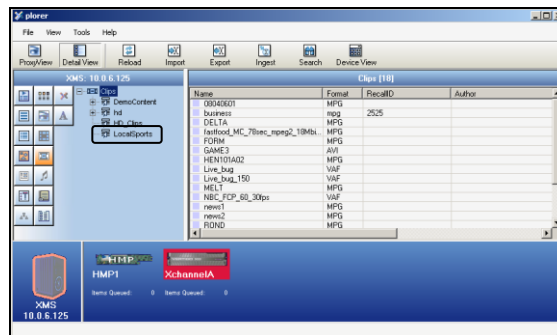 plorer
File View Tools Help
ProxyView Detail View Reload Import Export Ingest Search Device View
XMS: 10.0.6.125
Clips [18]
Clips
DemoContent
hd
HD_Clips
LocalSports
Name Format RecallID Author
08040601 MPG
business mpg 2525
DELTA MPG
fastfood_MC_78sec_mpeg2_18Mbi... MPG
FORM MPG
GAME3 AVI
HEN101A02 MPG
Live_bug VAF
Live_bug_150 VAF
MELT MPG
NBC_FCP_60_30fps VAF
news1 MPG
news2 MPG
ROND MPG
HMP
HMP1 XchannelA
Items Queued: 0 Items Queued: 0
XMS
10.0.6.125